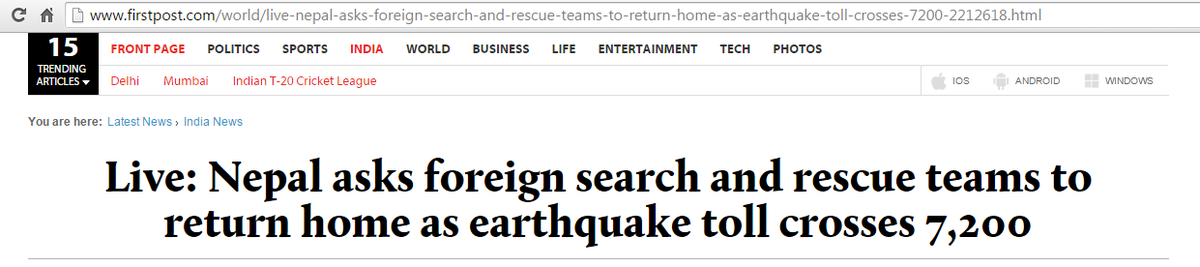 www.firstpost.com/world/live-nepal-asks-foreign-search-and-rescue-teams-to-return-home-as-earthquake-toll-crosses-7200-2212618.html
15
TRENDING
ARTICLES
FRONT PAGE POLITICS SPORTS INDIA WORLD BUSINESS LIFE ENTERTAINMENT TECH PHOTOS
Delhi Mumbai Indian T-20 Cricket League IOS ANDROID WINDOWS
You are here: Latest News › India News
Live: Nepal asks foreign search and rescue teams to
return home as earthquake toll crosses 7,200